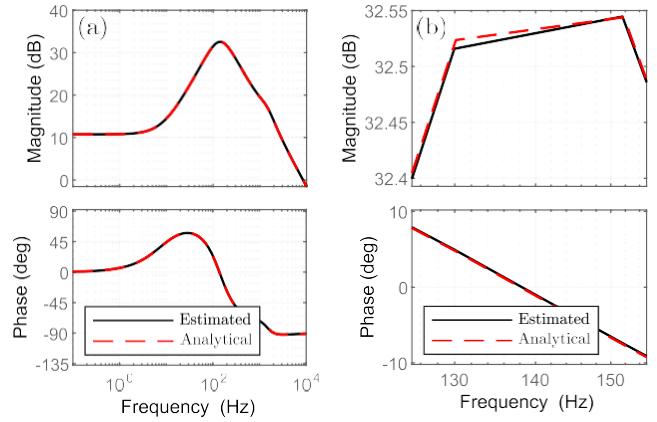 (a)
Magnitude (dB)
40
30
20
10
0
Phase (deg)
90
45
0
-45
-90
-135
Estimated
Analytical
10^0
10^2
10^4
Frequency (Hz)
(b)
Magnitude (dB)
32.55
32.5
32.45
32.4
Phase (deg)
10
0
-10
Estimated
Analytical
130
140
150
Frequency (Hz)